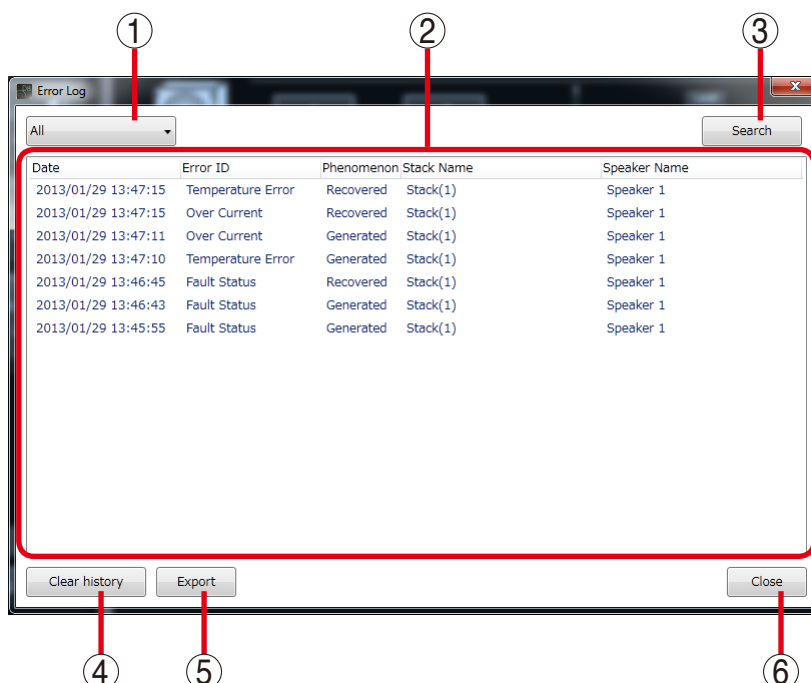 ① ② ③
Error Log X
All Search
Date Error ID Phenomenon Stack Name Speaker Name
2013/01/29 13:47:15 Temperature Error Recovered Stack(1) Speaker 1
2013/01/29 13:47:15 Over Current Recovered Stack(1) Speaker 1
2013/01/29 13:47:11 Over Current Generated Stack(1) Speaker 1
2013/01/29 13:47:10 Temperature Error Generated Stack(1) Speaker 1
2013/01/29 13:46:45 Fault Status Recovered Stack(1) Speaker 1
2013/01/29 13:46:43 Fault Status Generated Stack(1) Speaker 1
2013/01/29 13:45:55 Fault Status Generated Stack(1) Speaker 1
Clear history Export Close
④ ⑤ ⑥